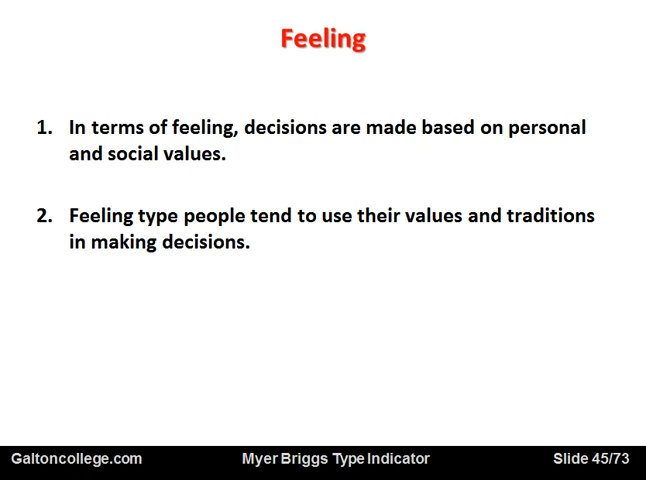 Feeling
1. In terms of feeling, decisions are made based on personal
and social values.
2. Feeling type people tend to use their values and traditions
in making decisions.
Galtoncollege.com Myer Briggs Type Indicator Slide 45/73